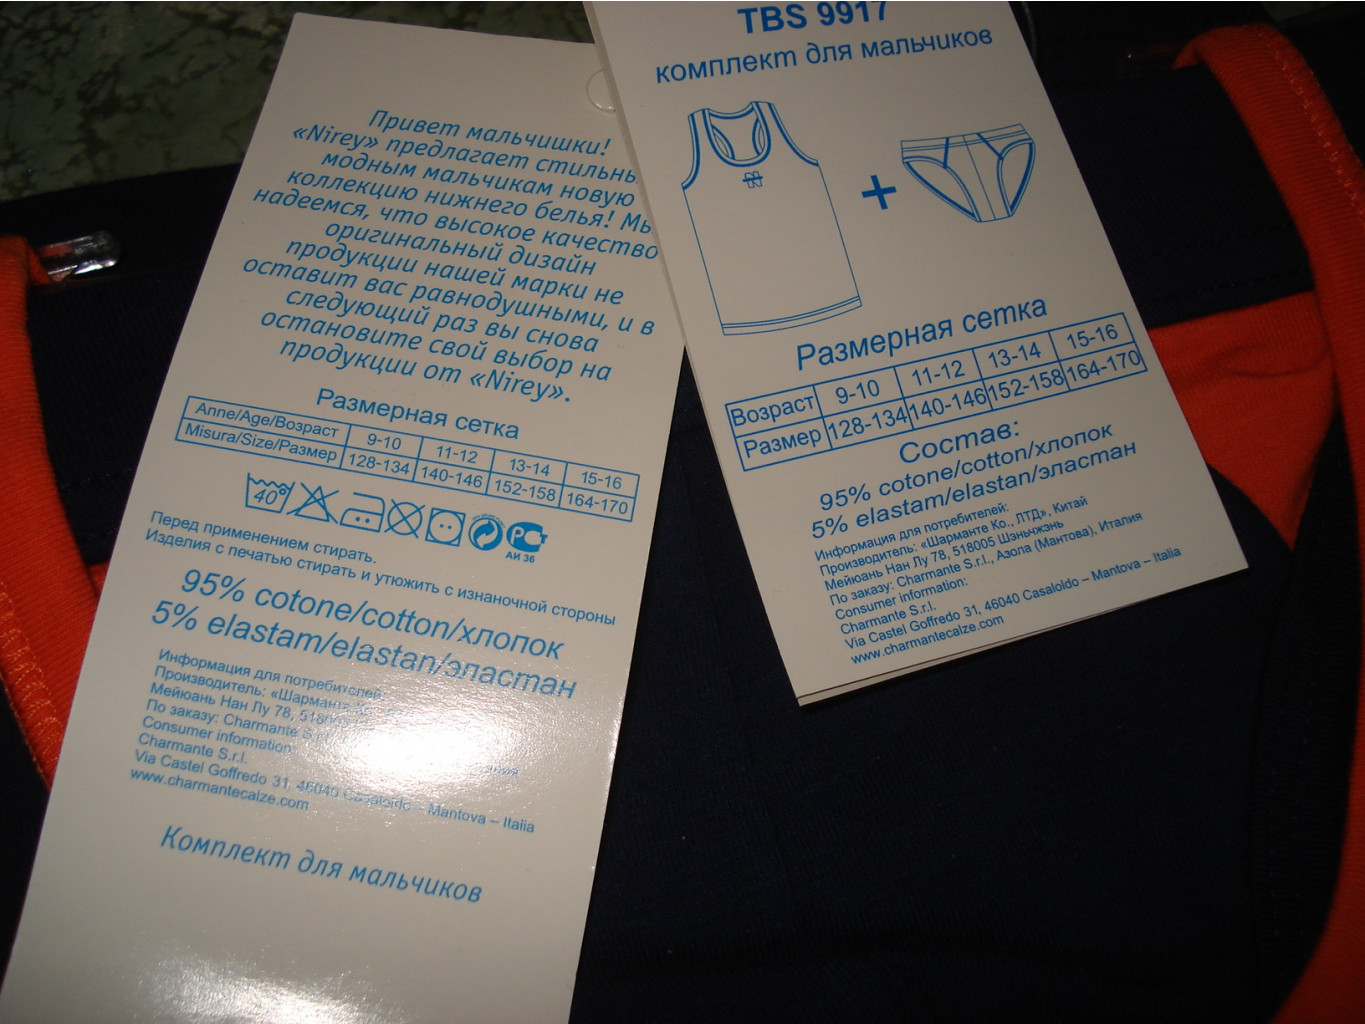 Привет мальчишки!
«Nirey» предлагает стильны
модным мальчикам новую
коллекцию нижнего белья! Мы
надеемся, что высокое качество
оригинальный дизайн
продукции нашей марки не
оставит вас равнодушными, и в
следующий раз вы снова
остановите свой выбор на
продукции от «Nirey».
Размерная сетка
Anne/Age/Возраст 9-10 11-12 13-14 15-16
Misura/Size/Размер 128-134 140-146 152-158 164-170
40°
РСТ
АИ 36
Перед применением стирать.
Изделия с печатью стирать и утюжить с изнаночной стороны
95% cotone/cotton/хлопок
5% elastam/elastan/эластан
Информация для потребителей:
Производитель: «Шарманте
Мейюань Нан Лу 78, 518005
По заказу: Charmante S.r.l.
Consumer information
Charmante S.r.l.
Via Castel Goffredo 31, 46040 Casaloldo – Mantova – Italia
www.charmantecalze.com
Комплект для мальчиков
TBS 9917
комплект для мальчиков
+
Размерная сетка
Возраст 9-10 11-12 13-14 15-16
Размер 128-134 140-146 152-158 164-170
Состав:
95% cotone/cotton/хлопок
5% elastam/elastan/эластан
Информация для потребителей:
Производитель: «Шарманте Ко., ЛТД», Китай
Мейюань Нан Лу 78, 518005 Шэньчжэнь
По заказу: Charmante S.r.l., Азола (Мантова), Италия
Consumer information:
Charmante S.r.l.
Via Castel Goffredo 31, 46040 Casaloldo – Mantova – Italia
www.charmantecalze.com